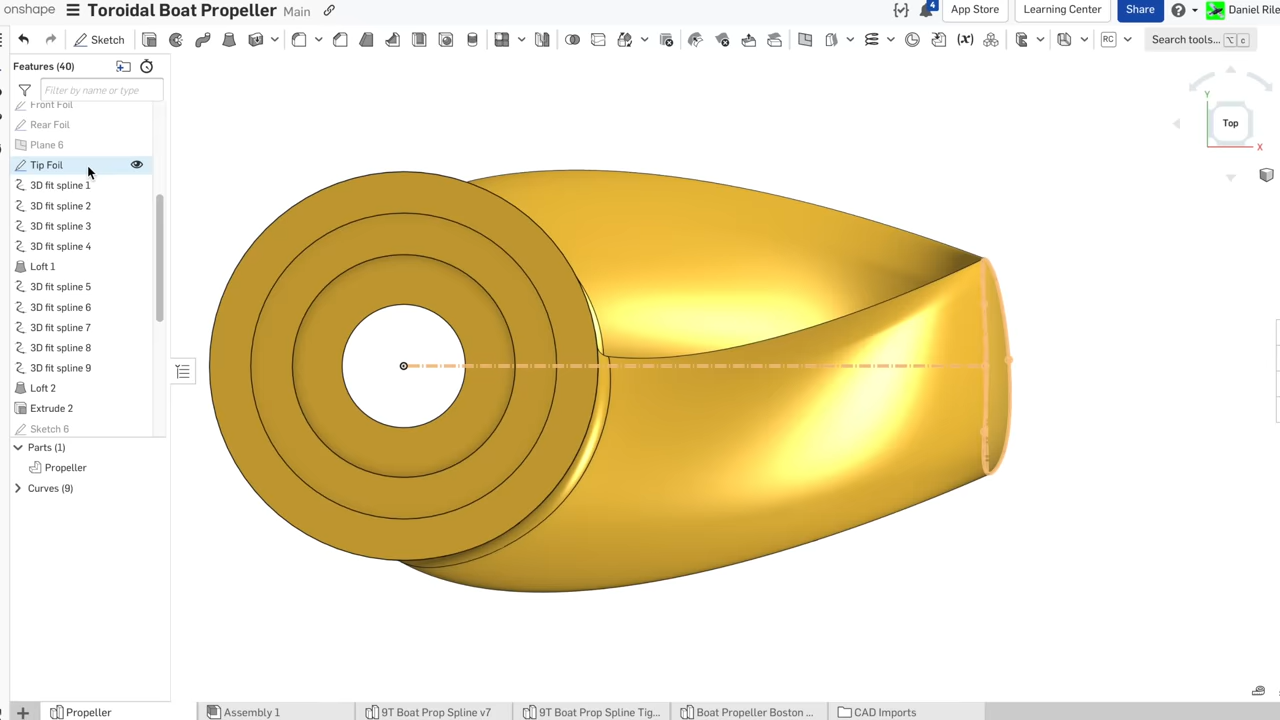 onshape
Toroidal Boat Propeller Main
4
App Store
Learning Center
Share
Daniel Rile
Sketch
(x)
RC
Search tools...
c
Features (40)
Filter by name or type
Front Foil
Rear Foil
Plane 6
Tip Foil
3D fit spline 1
3D fit spline 2
3D fit spline 3
3D fit spline 4
Loft 1
3D fit spline 5
3D fit spline 6
3D fit spline 7
3D fit spline 8
3D fit spline 9
Loft 2
Extrude 2
Sketch 6
Parts (1)
Propeller
Curves (9)
Y
Top
X
Propeller
Assembly 1
9T Boat Prop Spline v7
9T Boat Prop Spline Tig...
Boat Propeller Boston ...
CAD Imports